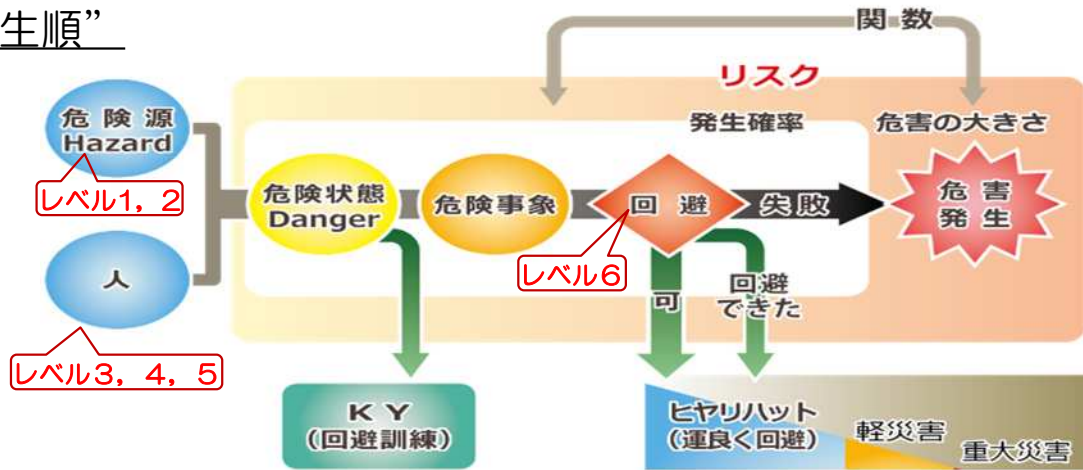 生順”
関数
リスク
危険源
Hazard
発生確率
危害の大きさ
レベル1，2
危険状態
Danger
危険事象
回避
失敗
危害
発生
人
レベル6
可
回避
できた
レベル3，4，5
KY
（回避訓練）
ヒヤリハット
（運良く回避）
軽災害
重大災害